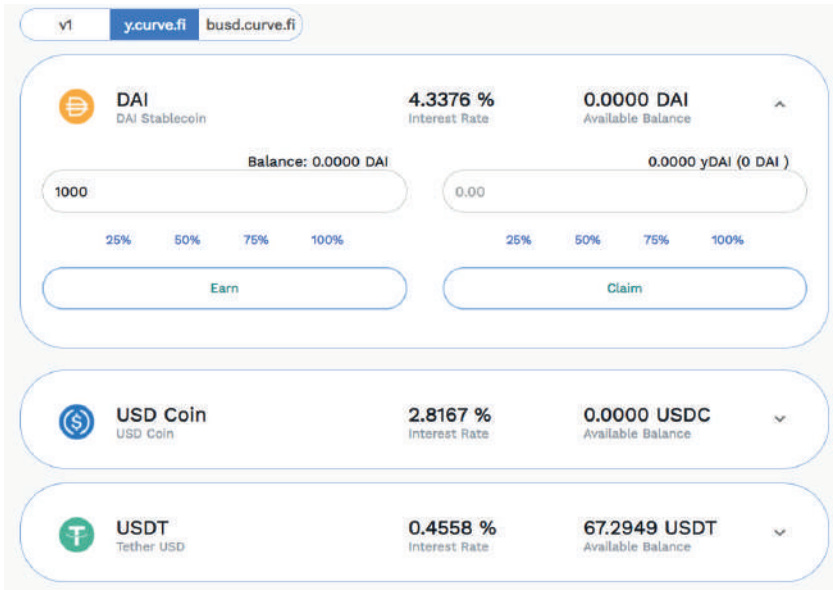 v1 y.curve.fi busd.curve.fi
DAI 4.3376 % 0.0000 DAI
DAI Stablecoin Interest Rate Available Balance
Balance: 0.0000 DAI 0.0000 yDAI (0 DAI )
1000 0.00
25% 50% 75% 100% 25% 50% 75% 100%
Earn Claim
USD Coin 2.8167 % 0.0000 USDC
USD Coin Interest Rate Available Balance
USDT 0.4558 % 67.2949 USDT
Tether USD Interest Rate Available Balance